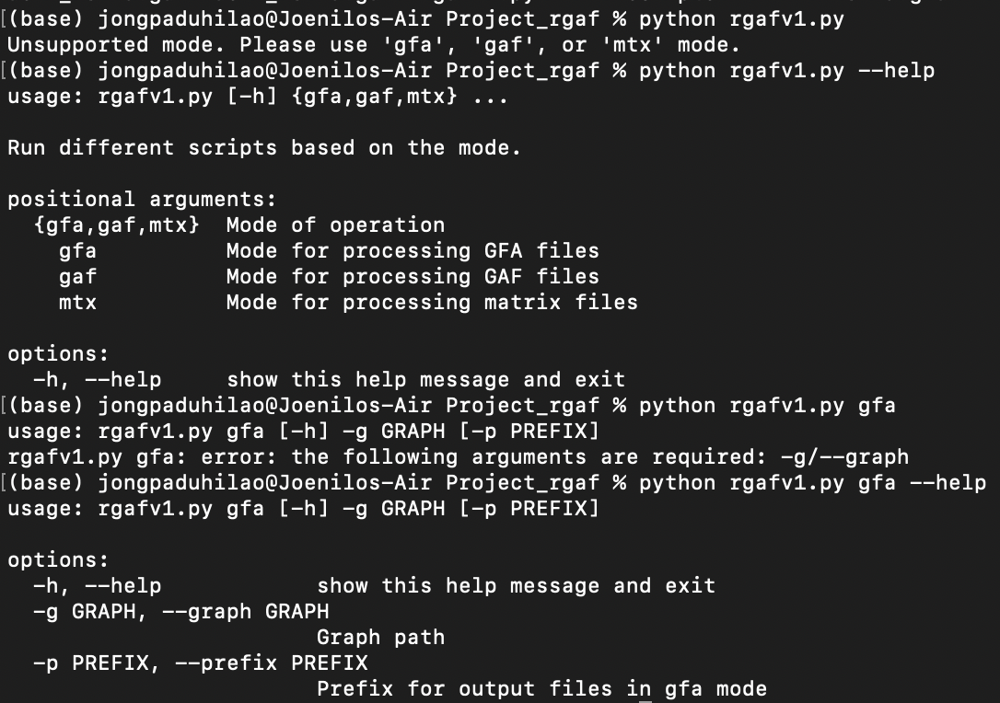 [(base) jongpaduhilao@Joenilos-Air Project_rgaf % python rgafv1.py
Unsupported mode. Please use 'gfa', 'gaf', or 'mtx' mode.
[(base) jongpaduhilao@Joenilos-Air Project_rgaf % python rgafv1.py --help
usage: rgafv1.py [-h] {gfa,gaf,mtx} ...
Run different scripts based on the mode.
positional arguments:
{gfa,gaf,mtx}  Mode of operation
gfa          Mode for processing GFA files
gaf          Mode for processing GAF files
mtx          Mode for processing matrix files
options:
-h, --help     show this help message and exit
[(base) jongpaduhilao@Joenilos-Air Project_rgaf % python rgafv1.py gfa
usage: rgafv1.py gfa [-h] -g GRAPH [-p PREFIX]
rgafv1.py gfa: error: the following arguments are required: -g/--graph
[(base) jongpaduhilao@Joenilos-Air Project_rgaf % python rgafv1.py gfa --help
usage: rgafv1.py gfa [-h] -g GRAPH [-p PREFIX]
options:
-h, --help            show this help message and exit
-g GRAPH, --graph GRAPH
Graph path
-p PREFIX, --prefix PREFIX
Prefix for output files in gfa mode